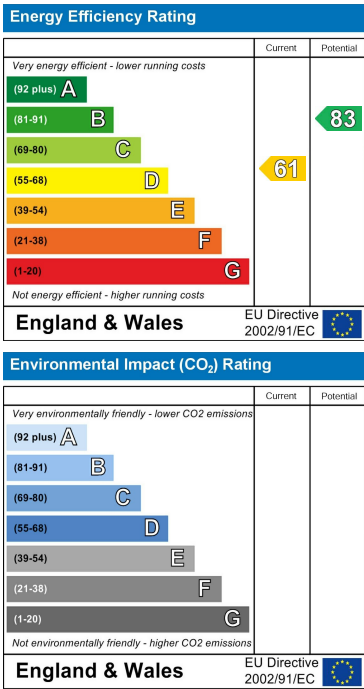 Energy Efficiency Rating
Current Potential
Very energy efficient - lower running costs
(92 plus) A
(81-91) B
83
(69-80) C
(55-68) D
61
(39-54) E
(21-38) F
(1-20) G
Not energy efficient - higher running costs
England & Wales
EU Directive
2002/91/EC
Environmental Impact (CO₂) Rating
Current Potential
Very environmentally friendly - lower CO2 emissions
(92 plus) A
(81-91) B
(69-80) C
(55-68) D
(39-54) E
(21-38) F
(1-20) G
Not environmentally friendly - higher CO2 emissions
England & Wales
EU Directive
2002/91/EC